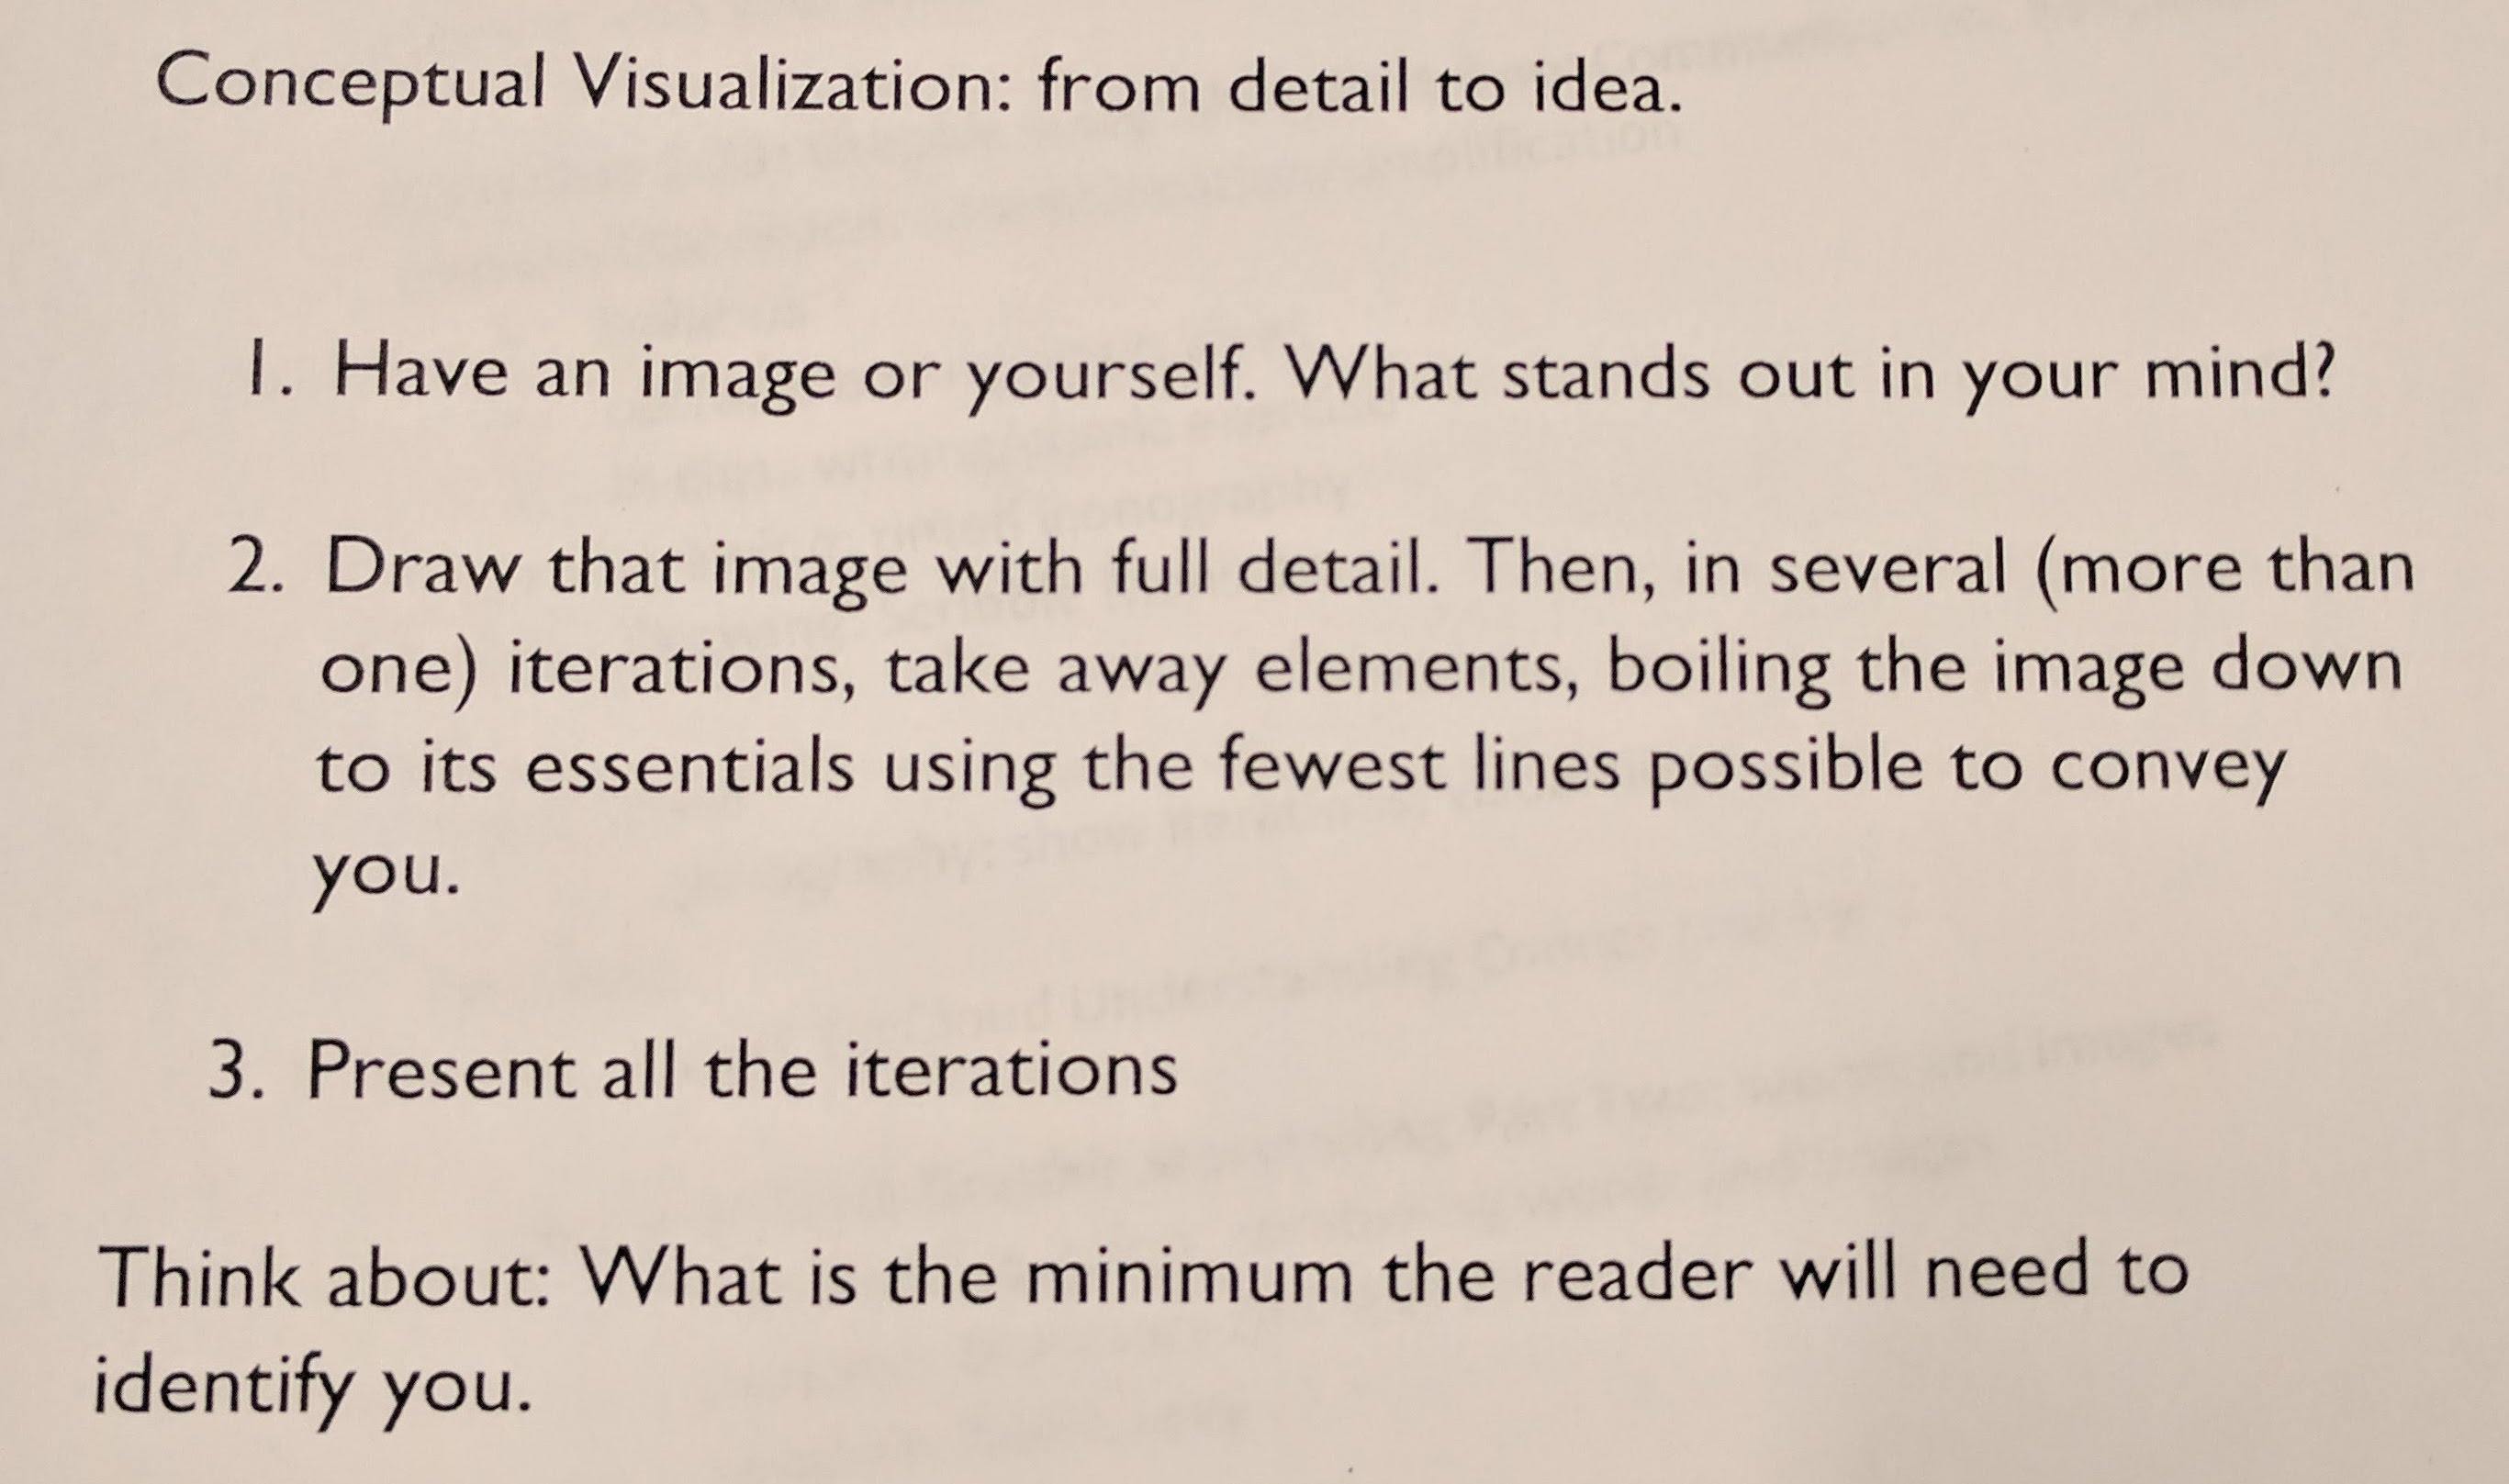 Conceptual Visualization: from detail to idea.
1. Have an image or yourself. What stands out in your mind?
2. Draw that image with full detail. Then, in several (more than
one) iterations, take away elements, boiling the image down
to its essentials using the fewest lines possible to convey
you.
3. Present all the iterations
Think about: What is the minimum the reader will need to
identify you.